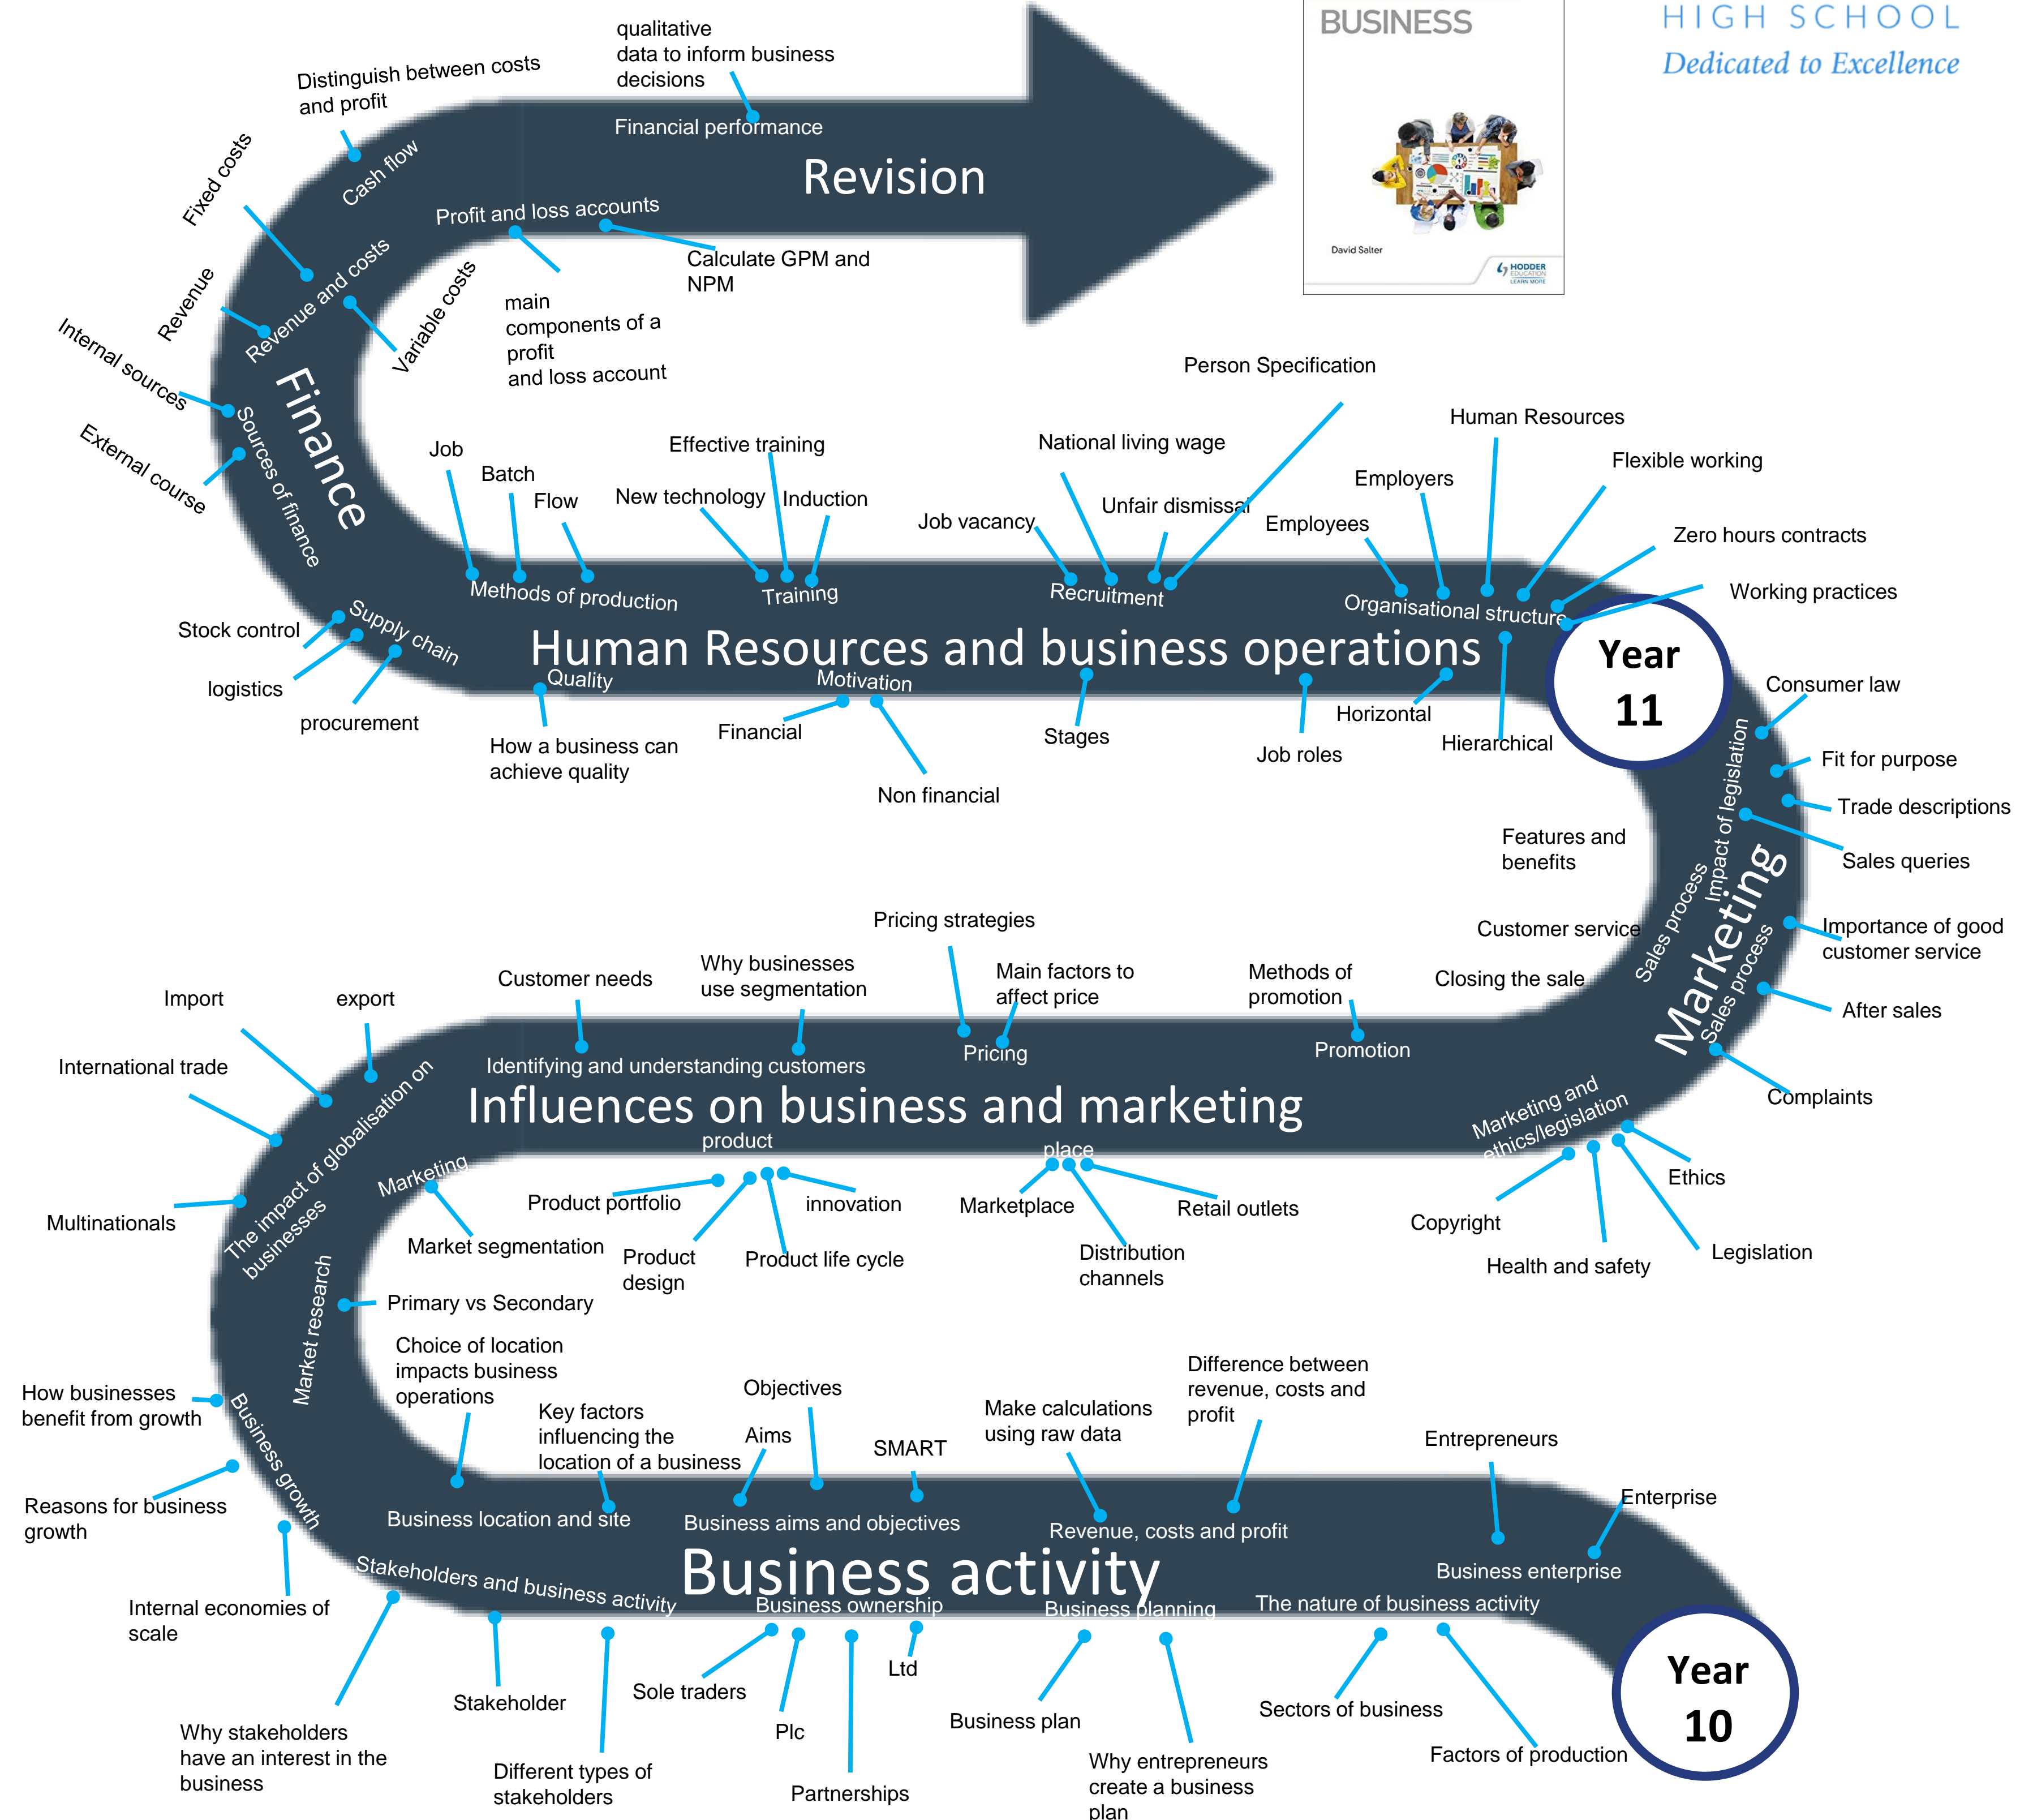 BUSINESS
David Salter
HODDER
EDUCATION
LEARN MORE
HIGH SCHOOL
Dedicated to Excellence
qualitative
data to inform business
decisions
Distinguish between costs
and profit
Financial performance
Revision
Cash flow
Fixed costs
Profit and loss accounts
Calculate GPM and
NPM
main
components of a
profit
and loss account
Revenue and costs
Revenue
Variable costs
Internal sources
External course
Sources of finance
Finance
Person Specification
Human Resources
National living wage
Flexible working
Employers
Job
Effective training
Batch
Flow
New technology
Induction
Job vacancy
Unfair dismissal
Employees
Zero hours contracts
Working practices
Methods of production
Training
Recruitment
Organisational structure
Stock control
Supply chain
logistics
procurement
Human Resources and business operations
Year
11
Quality
Motivation
How a business can
achieve quality
Financial
Non financial
Stages
Job roles
Horizontal
Hierarchical
Consumer law
Fit for purpose
Trade descriptions
Sales queries
Impact of legislation
Features and
benefits
Sales process
Marketing
Customer service
Closing the sale
Importance of good
customer service
Sales process
After sales
Complaints
Pricing strategies
Customer needs
Why businesses
use segmentation
Main factors to
affect price
Methods of
promotion
Import
export
International trade
Identifying and understanding customers
Pricing
Promotion
Influences on business and marketing
Marketing and
ethics/legislation
product
place
The impact of globalisation on
businesses
Marketing
Multinationals
Market segmentation
Product portfolio
Product
design
Product life cycle
innovation
Marketplace
Distribution
channels
Retail outlets
Copyright
Health and safety
Ethics
Legislation
Market research
Primary vs Secondary
Choice of location
impacts business
operations
How businesses
benefit from growth
Business growth
Reasons for business
growth
Internal economies of
scale
Key factors
influencing the
location of a business
Objectives
Aims
SMART
Make calculations
using raw data
Difference between
revenue, costs and
profit
Entrepreneurs
Enterprise
Business location and site
Business aims and objectives
Revenue, costs and profit
Business enterprise
Business activity
Stakeholders and business activity
Business ownership
Business planning
The nature of business activity
Year
10
Why stakeholders
have an interest in the
business
Stakeholder
Different types of
stakeholders
Sole traders
Plc
Partnerships
Ltd
Business plan
Why entrepreneurs
create a business
plan
Sectors of business
Factors of production